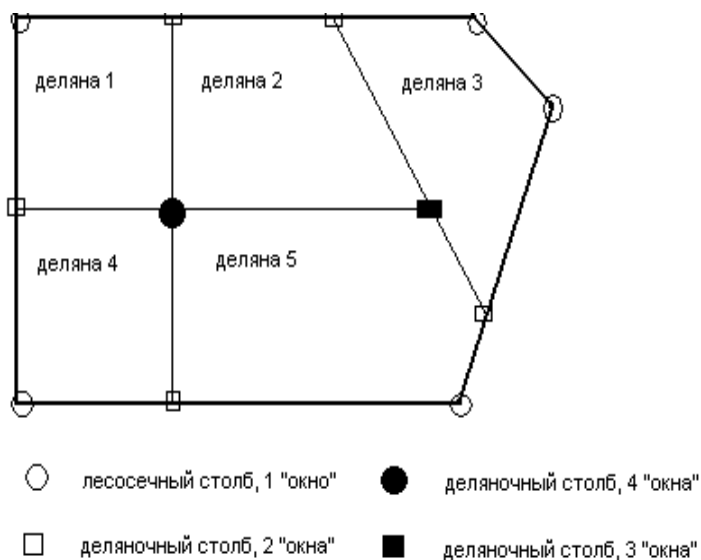 деляна 1
деляна 2
деляна 3
деляна 4
деляна 5
лесосечный столб, 1 "окно"
деляночный столб, 4 "окна"
деляночный столб, 2 "окна"
деляночный столб, 3 "окна"